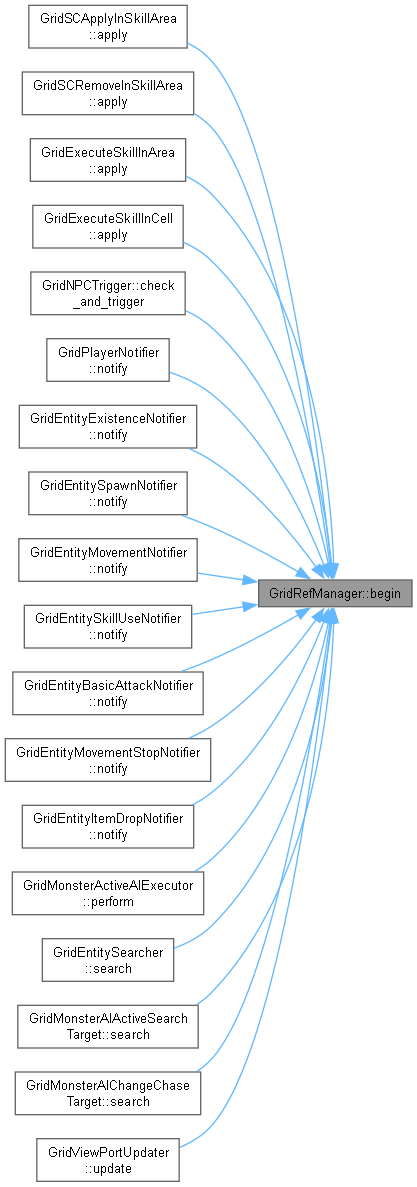 GridSCApplyInSkillArea
::apply
GridSCRemoveInSkillArea
::apply
GridExecuteSkillInArea
::apply
GridExecuteSkillInCell
::apply
GridNPCTrigger::check
_and_trigger
GridPlayerNotifier
::notify
GridEntityExistenceNotifier
::notify
GridEntitySpawnNotifier
::notify
GridEntityMovementNotifier
::notify
GridRefManager::begin
GridEntitySkillUseNotifier
::notify
GridEntityBasicAttackNotifier
::notify
GridEntityMovementStopNotifier
::notify
GridEntityItemDropNotifier
::notify
GridMonsterActiveAIExecutor
::perform
GridEntitySearcher
::search
GridMonsterAIActiveSearch
Target::search
GridMonsterAIChangeChase
Target::search
GridViewPortUpdater
::update